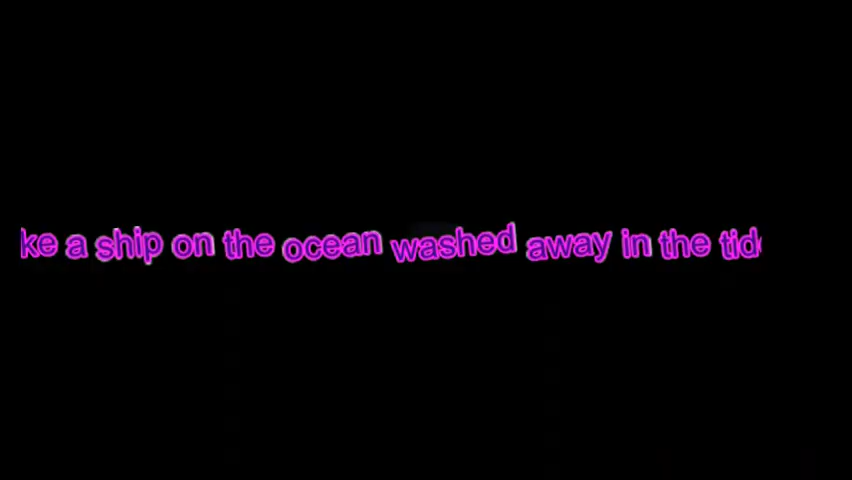 ke a ship on the ocean washed away in the tid